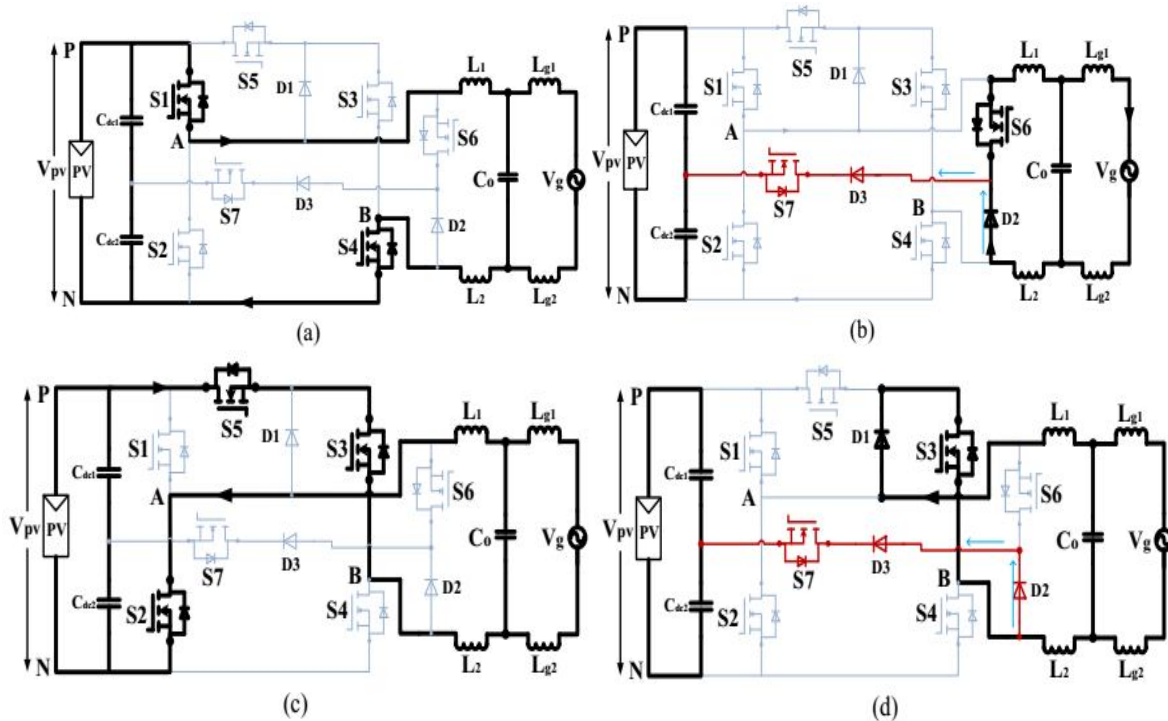 P
S5
D1
L1
Lg1
S1
S3
Cdc1
A
S6
Vpv
PV
Co
Vg
S7
D3
B
D2
Cdc2
S2
S4
N
L2
Lg2
(a)
P
S5
D1
L1
Lg1
S1
S3
Cdc1
S6
A
Vpv
PV
Co
Vg
S7
D3
D2
B
Cdc2
S2
S4
N
L2
Lg2
(b)
P
S5
D1
L1
Lg1
S1
S3
Cdc1
A
S6
Vpv
PV
Co
Vg
S7
D3
B
D2
Cdc2
S2
S4
N
L2
Lg2
(c)
P
S5
D1
L1
Lg1
S1
S3
Cdc1
A
S6
Vpv
PV
Co
Vg
S7
D3
B
D2
Cdc2
S2
S4
N
L2
Lg2
(d)